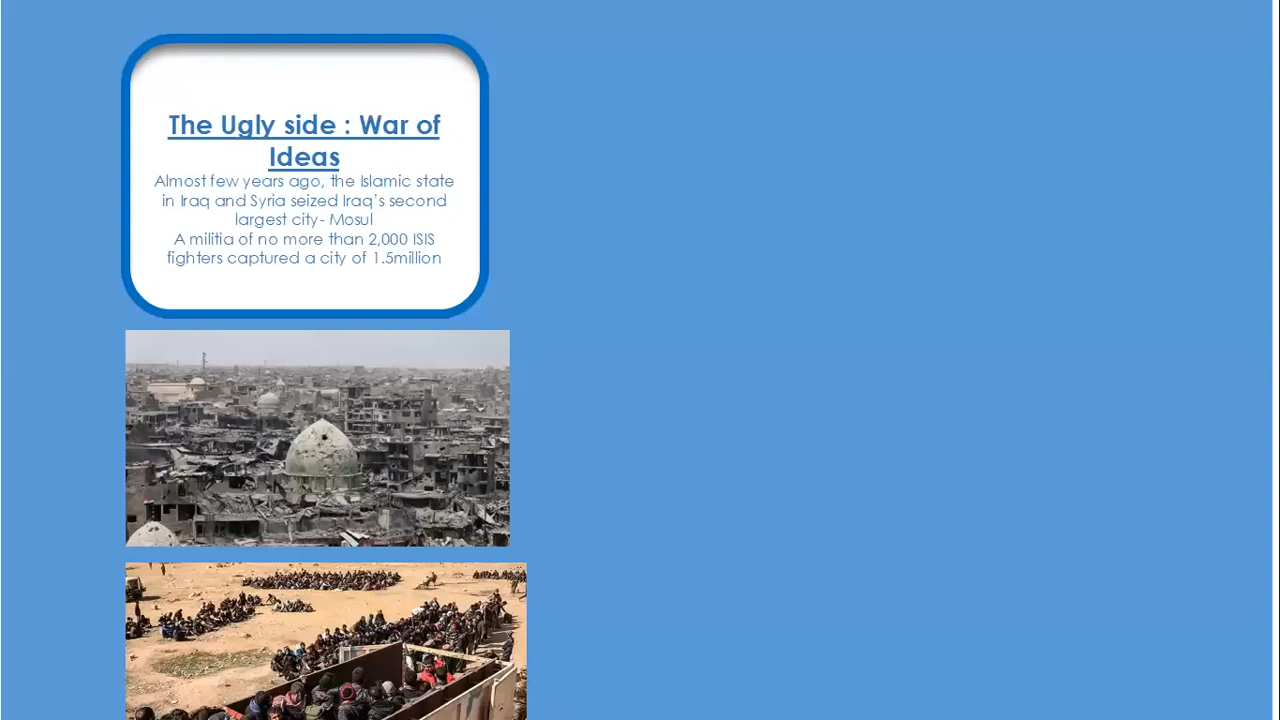 The Ugly side : War of
Ideas
Almost few years ago, the Islamic state
in Iraq and Syria seized Iraq's second
largest city- Mosul
A militia of no more than 2,000 ISIS
fighters captured a city of 1.5million